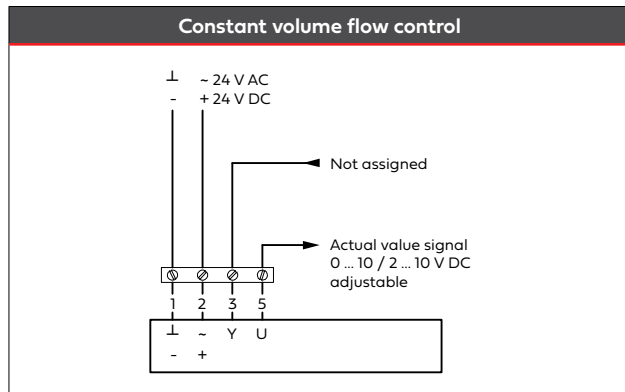 Constant volume flow control
⊥ ~ 24 V AC
- + 24 V DC
Not assigned
Actual value signal
0 ... 10 / 2 ... 10 V DC
adjustable
1 2 3 5
⊥ ~ Y U
- +